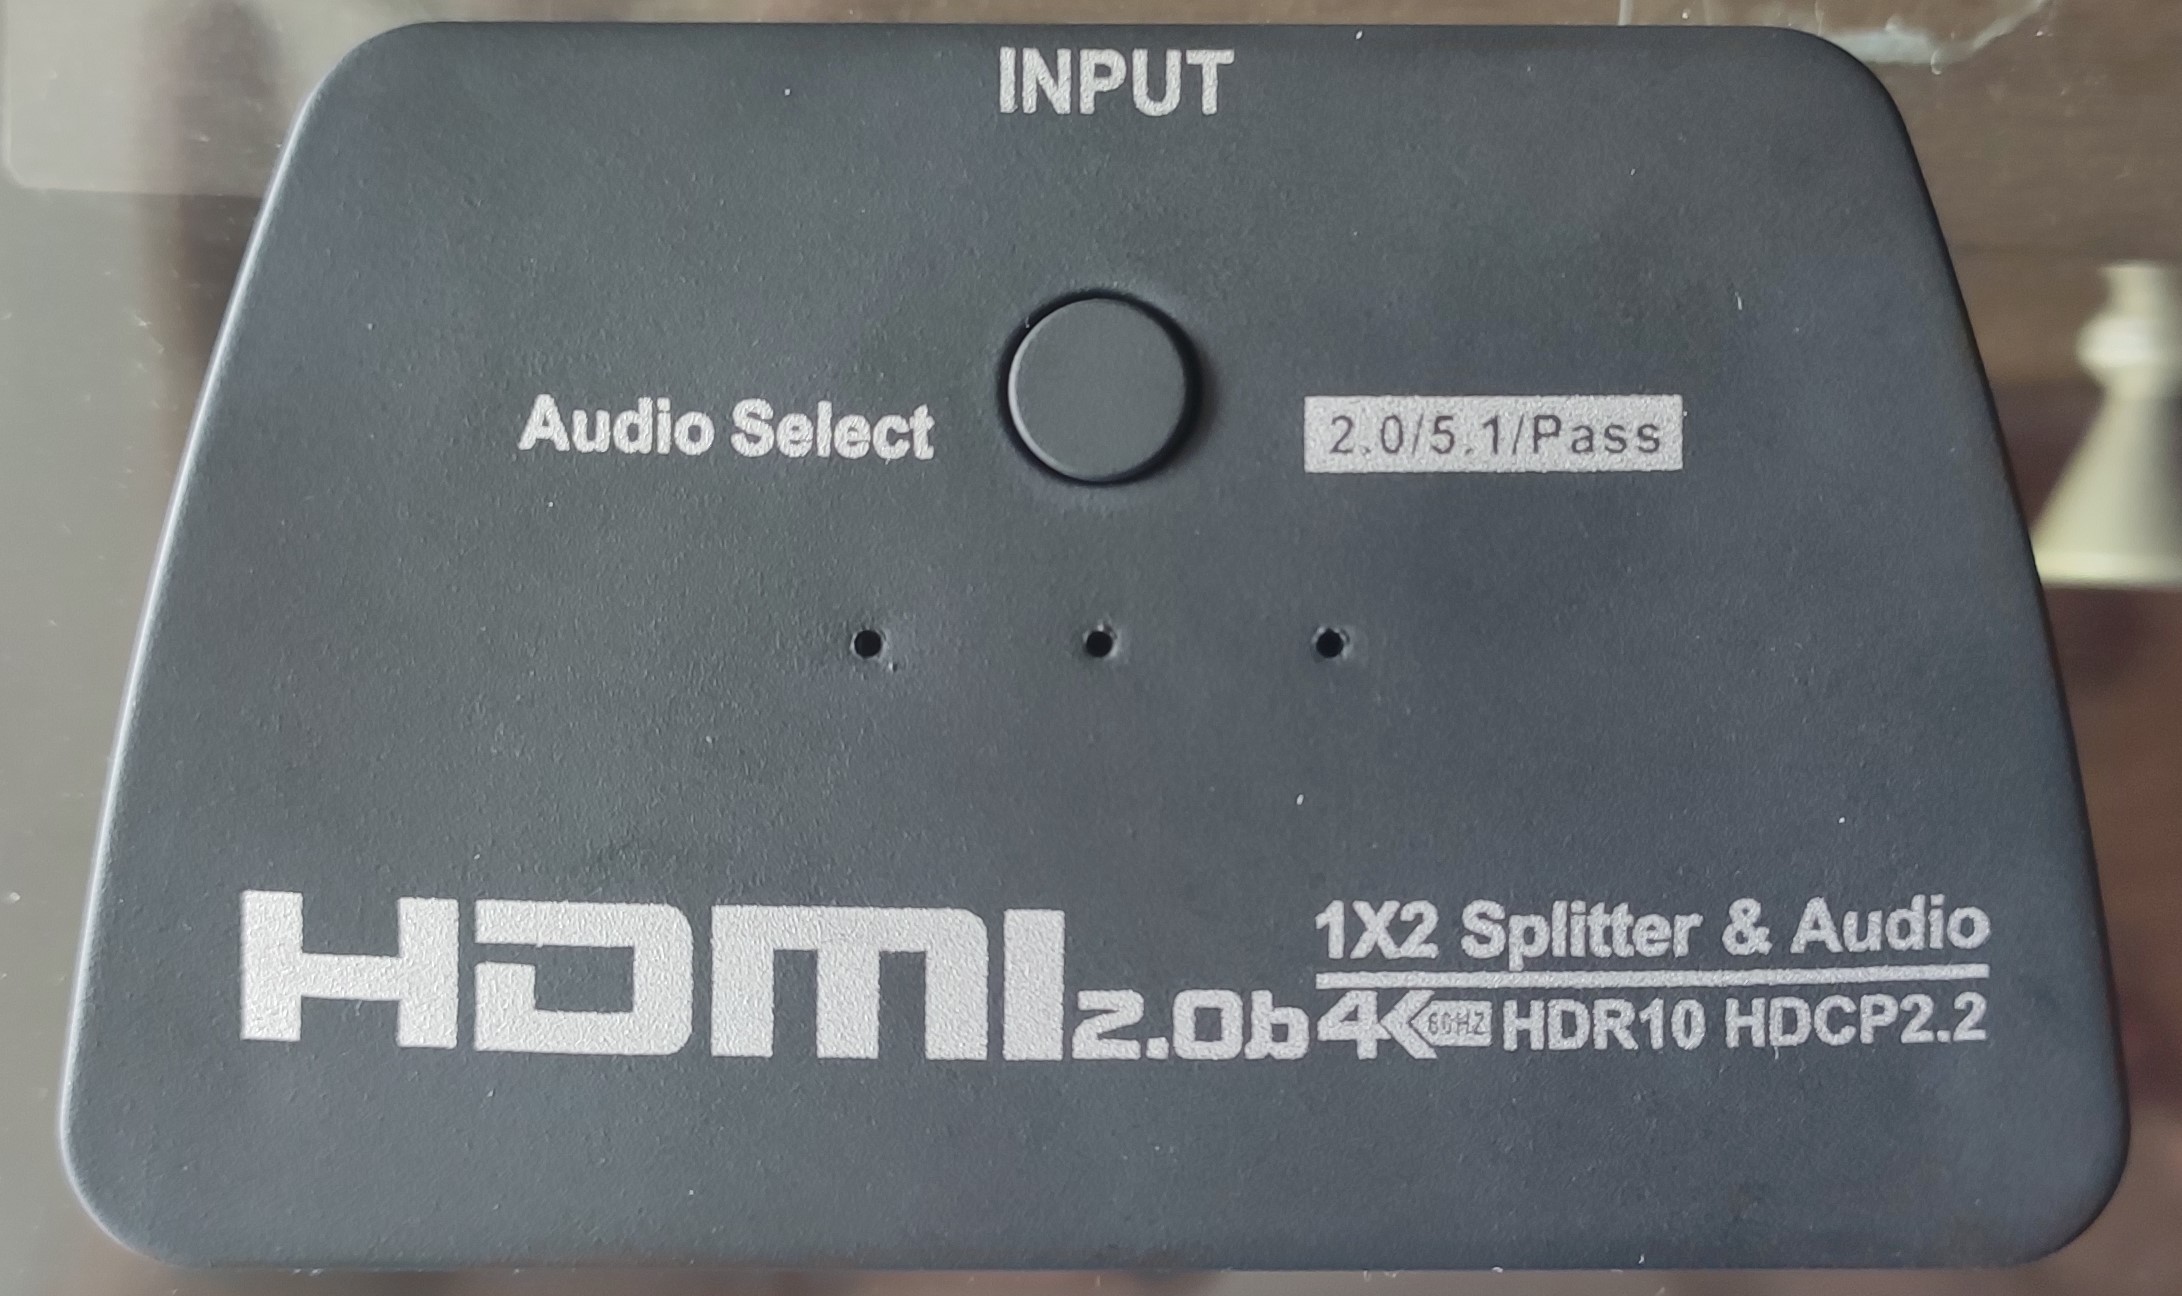 INPUT
Audio Select
2.0/5.1/Pass
HDMI 2.0b
1X2 Splitter & Audio
4K 60HZ HDR10 HDCP2.2